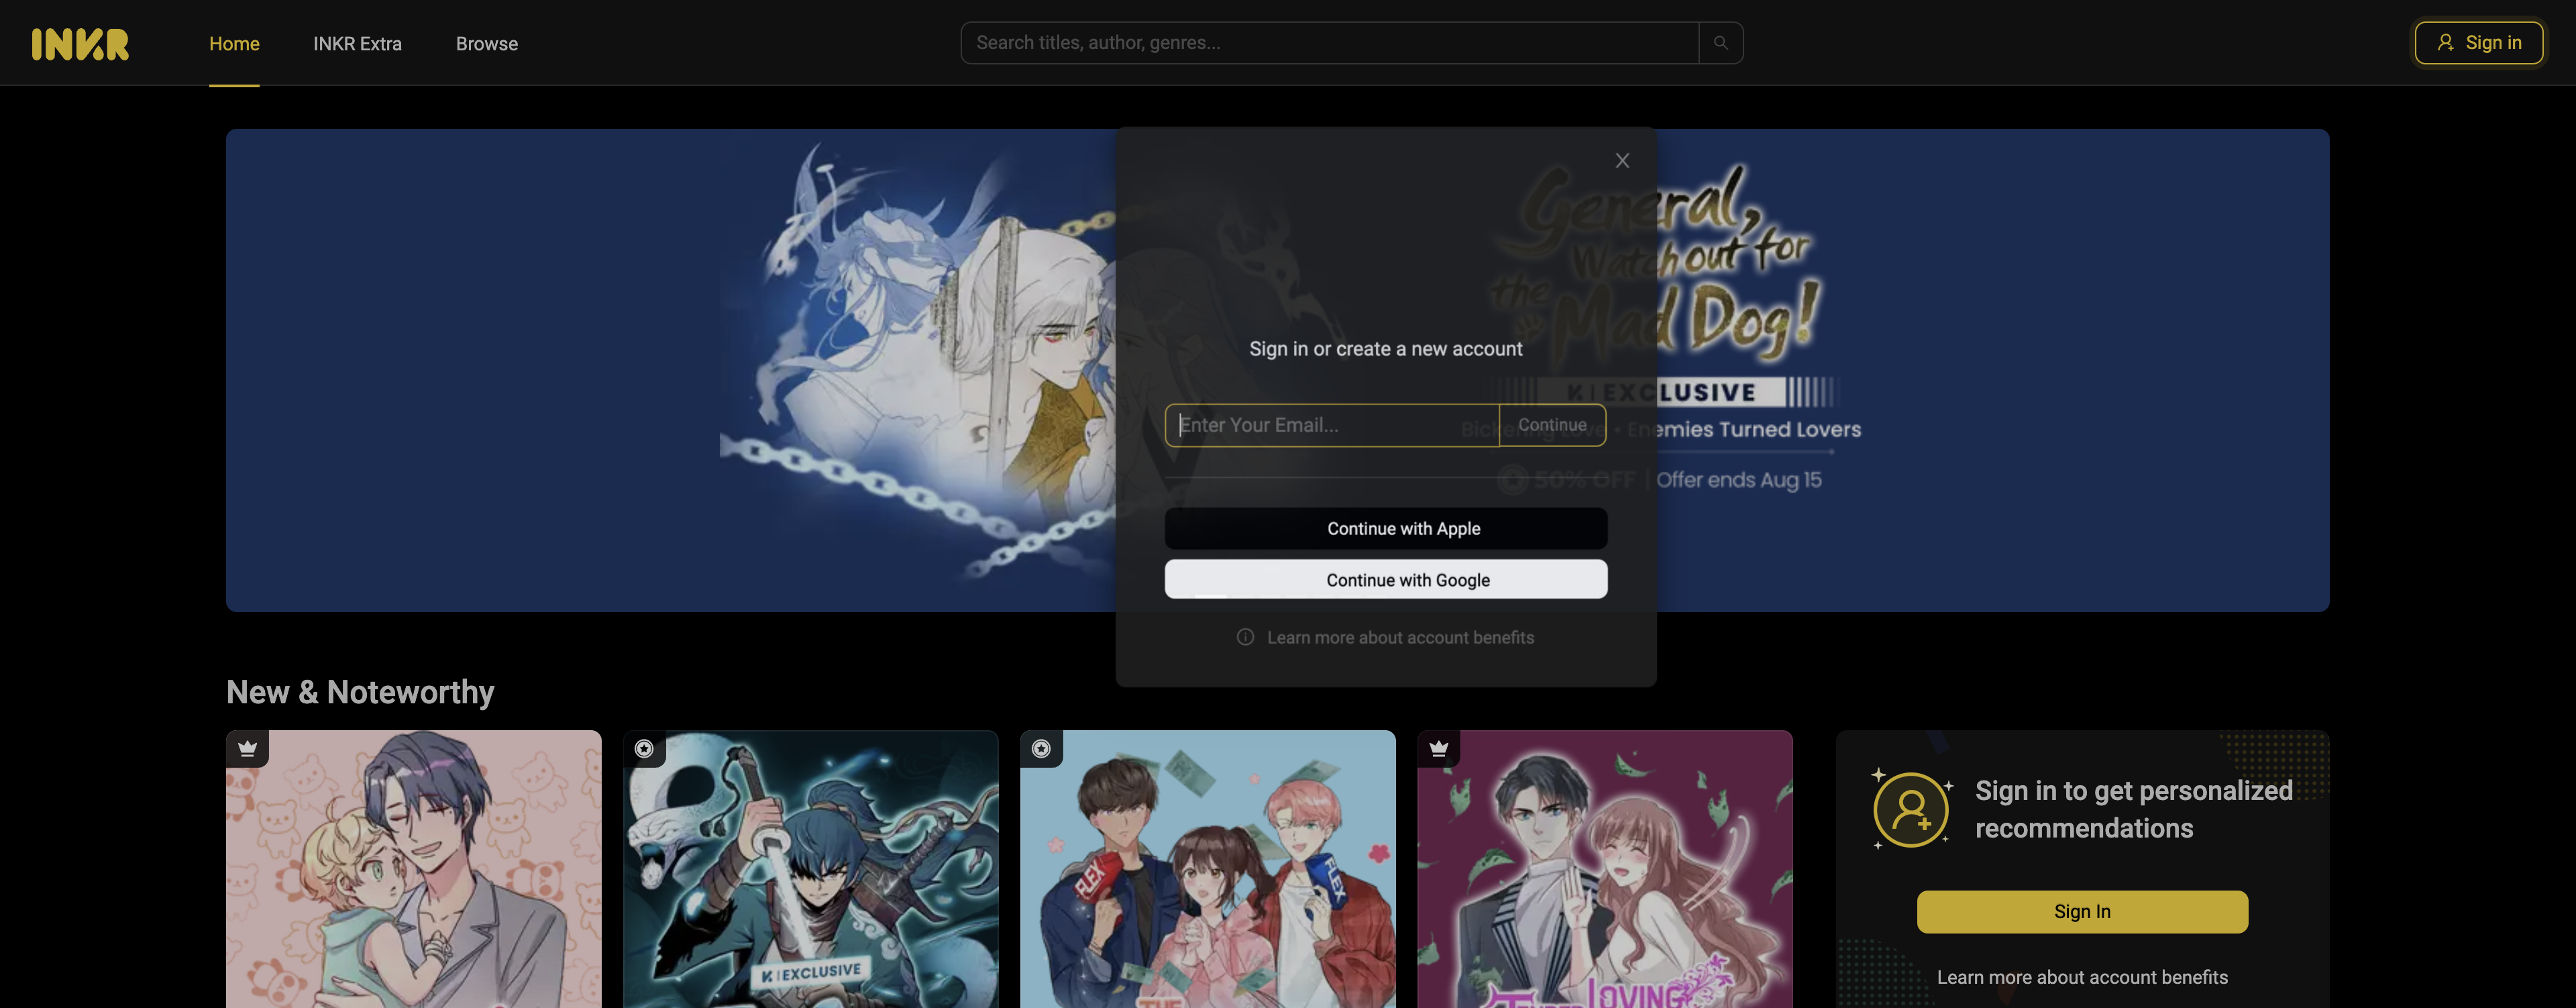 INKR
Home
INKR Extra
Browse
Search titles, author, genres...
Sign in
General,
Watch out for
the
Mad Dog!
K | EXCLUSIVE
Bickering Love • Enemies Turned Lovers
50% OFF | Offer ends Aug 15
Sign in or create a new account
Enter Your Email...
Continue
Continue with Apple
Continue with Google
Learn more about account benefits
New & Noteworthy
K | EXCLUSIVE
FLEX
FLEX
THE
LOVING
Sign in to get personalized
recommendations
Sign In
Learn more about account benefits